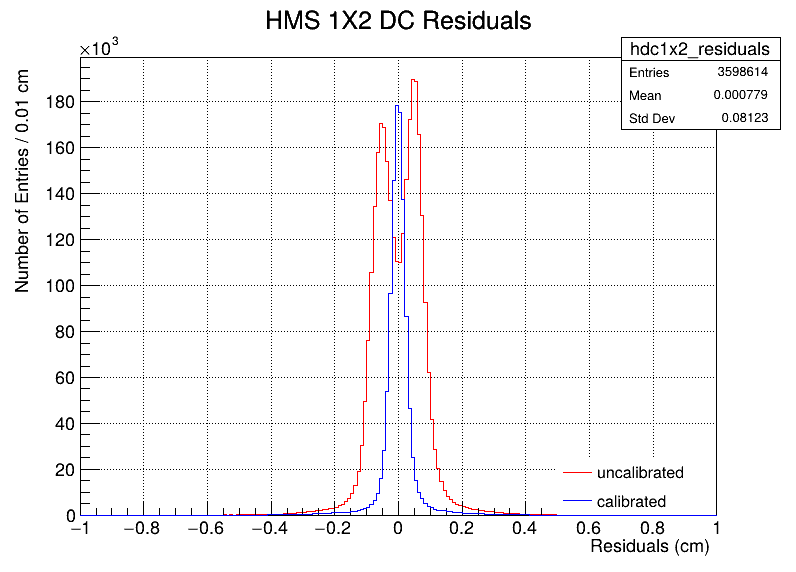 HMS 1X2 DC Residuals
×10³
hdc1x2_residuals
Entries 3598614
Mean 0.000779
Std Dev 0.08123
Number of Entries / 0.01 cm
180
160
140
120
100
80
60
40
20
0
uncalibrated
calibrated
−1 −0.8 −0.6 −0.4 −0.2 0 0.2 0.4 0.6 0.8 1
Residuals (cm)